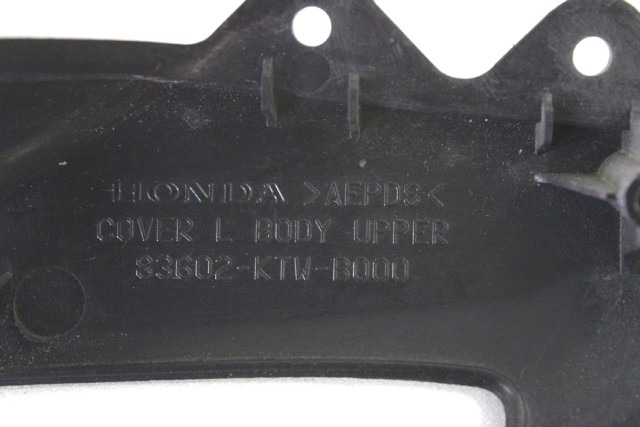 HONDA >AEPDS<
COVER L BODY UPPER
83602-KTW-B000